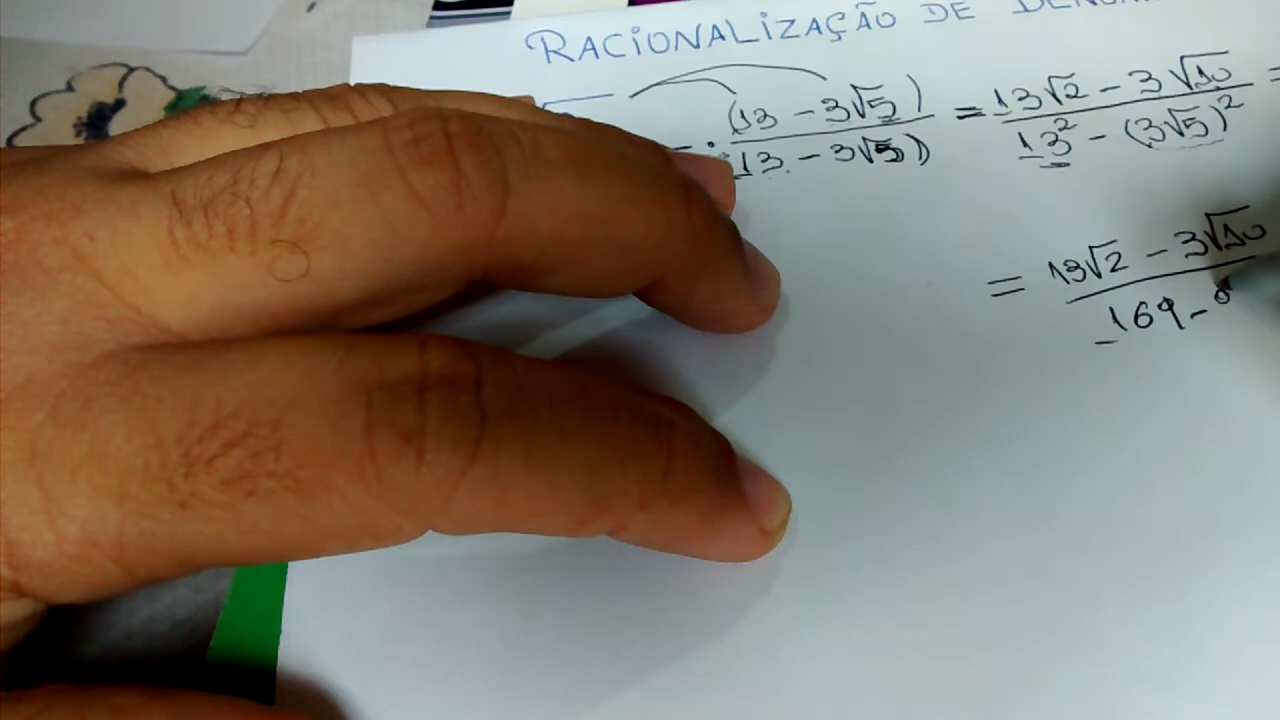 RACIONALIZAÇÃO DE
. (13 - 3√5) / (13 - 3√5) = 13√2 - 3√10 / 13² - (3√5)² =
= 13√2 - 3√10 / 169 -